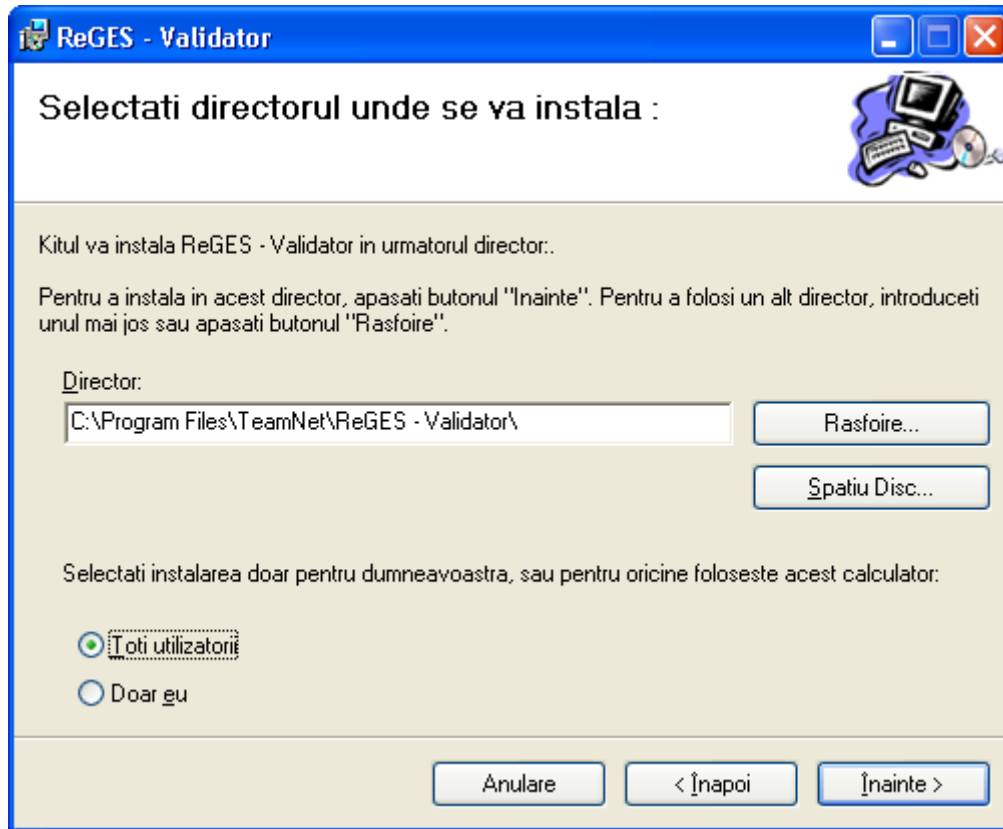 ReGES - Validator
Selectati directorul unde se va instala :
Kitul va instala ReGES - Validator in urmatorul director:.
Pentru a instala in acest director, apasati butonul "Inainte". Pentru a folosi un alt director, introduceti
unul mai jos sau apasati butonul "Rasfoire".
Director:
C:\Program Files\TeamNet\ReGES - Validator\
Rasfoire...
Spatiu Disc...
Selectati instalarea doar pentru dumneavoastra, sau pentru oricine foloseste acest calculator:
Toti utilizatorii
Doar eu
Anulare
< Înapoi
Înainte >